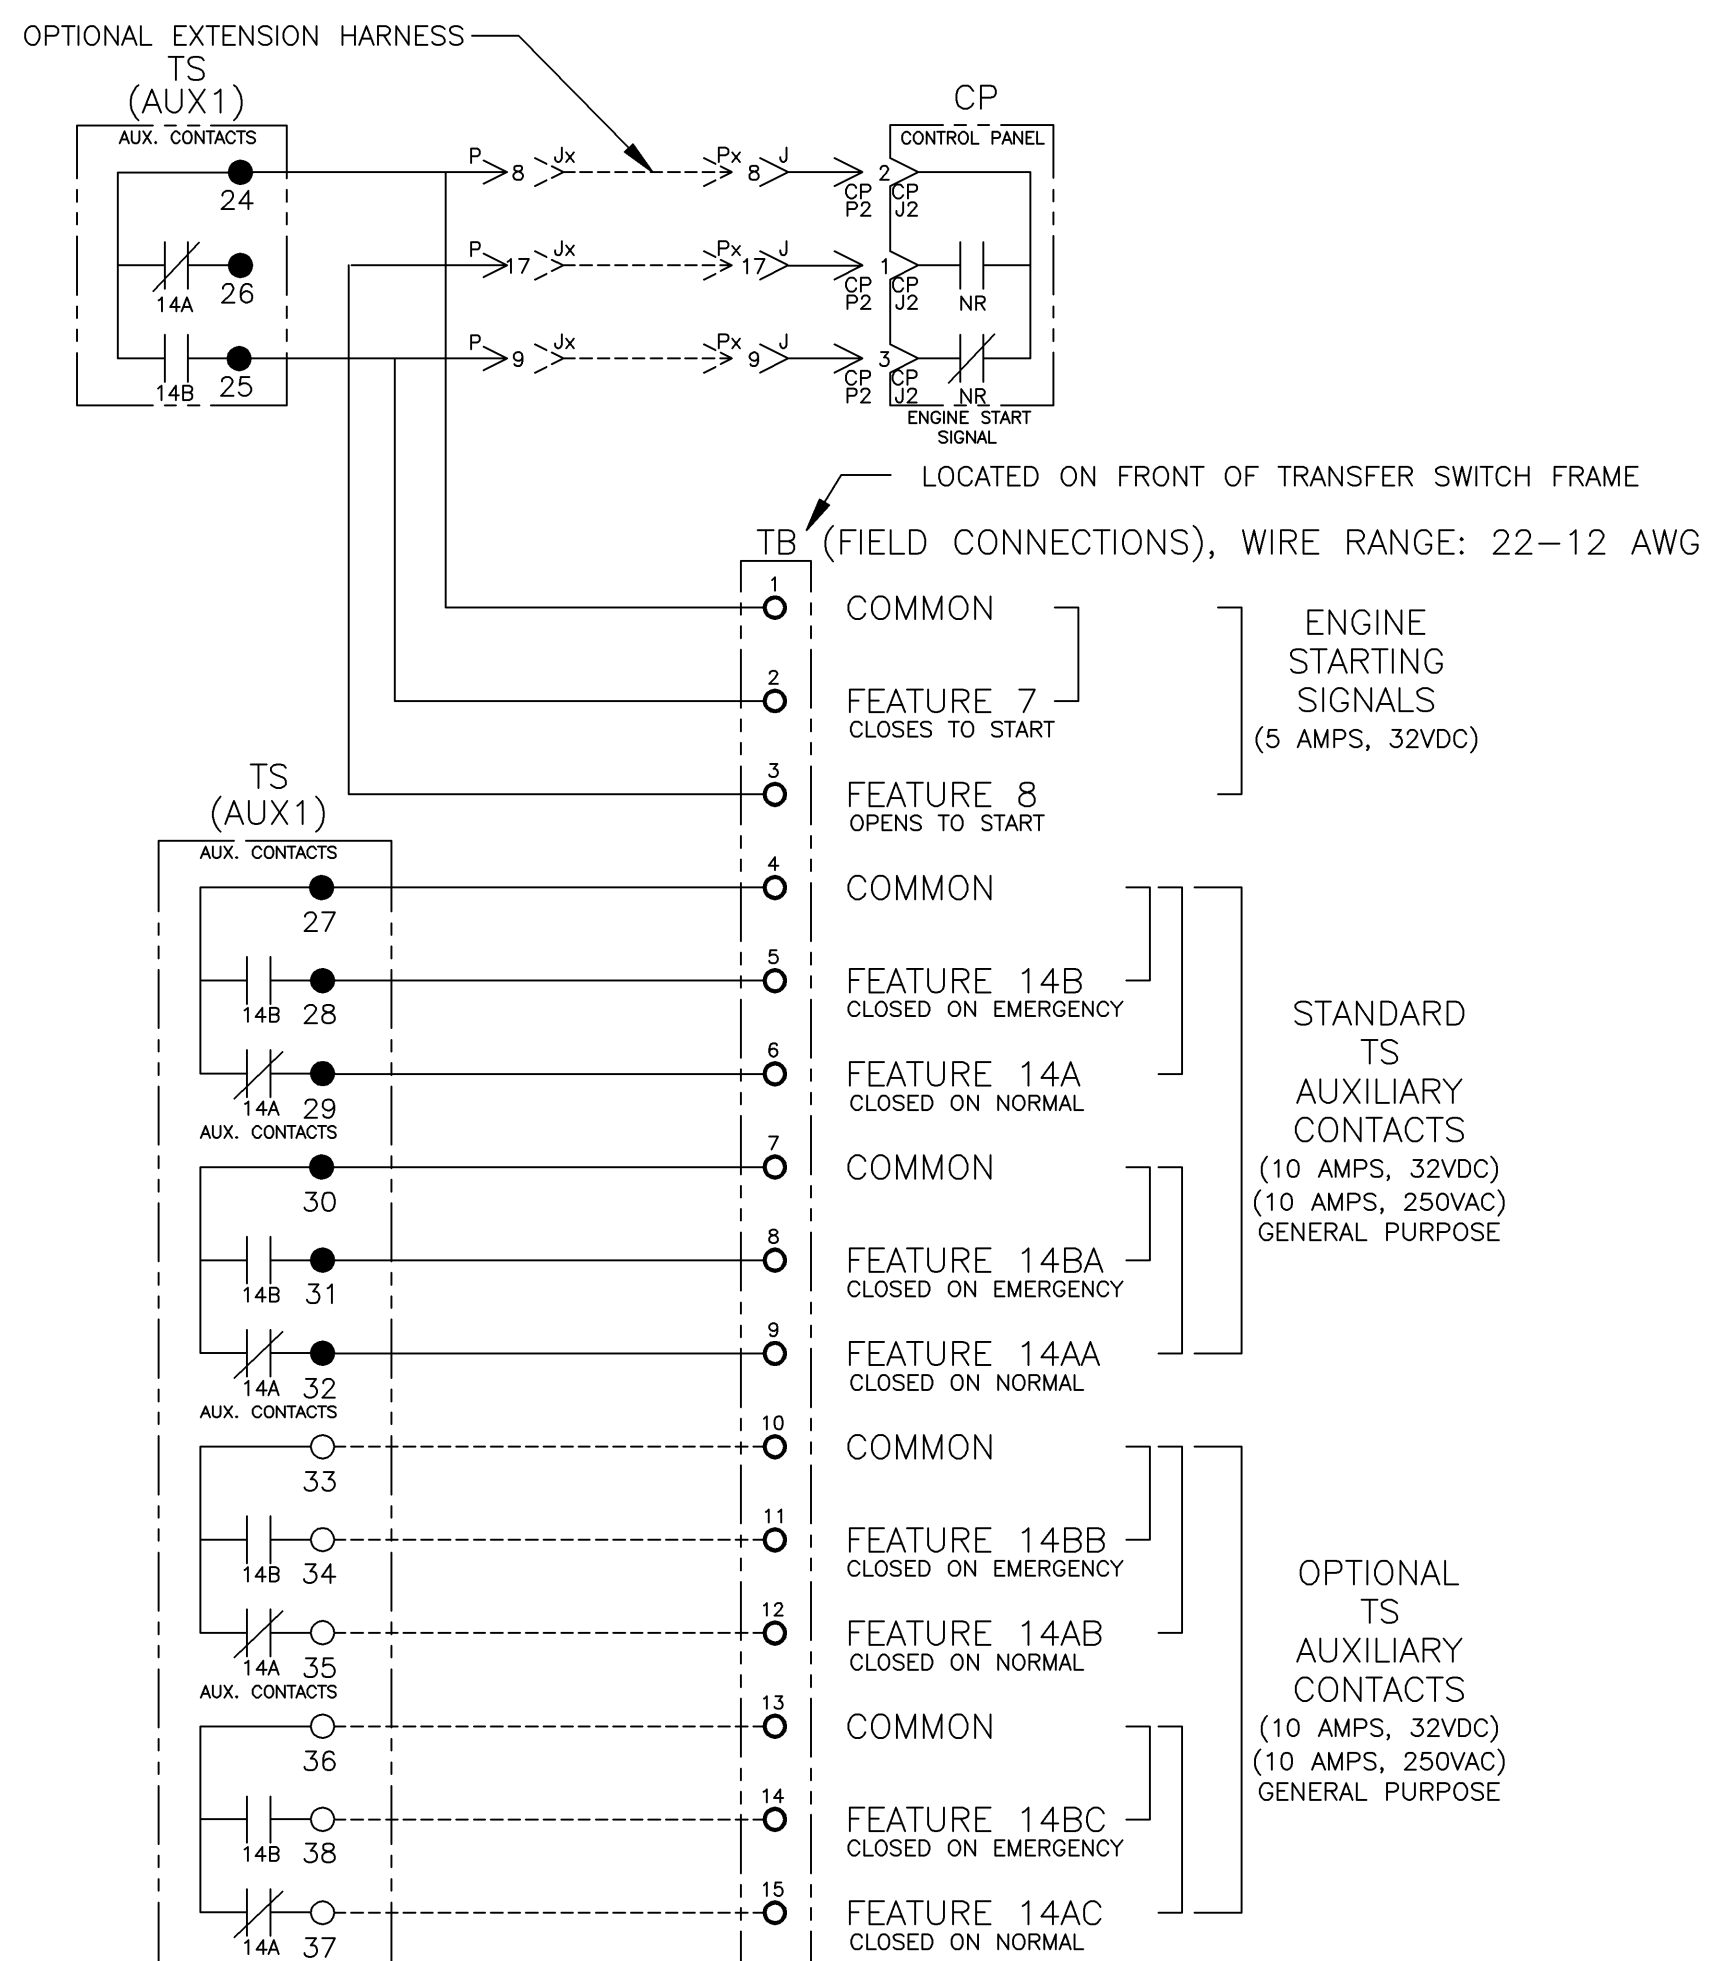 OPTIONAL EXTENSION HARNESS
TS
(AUX1)
AUX. CONTACTS
24
26
14A
25
14B
P
8
Jx
Px
8
J
CP
P2
2
CP
J2
P
17
Jx
Px
17
J
CP
P2
1
CP
J2
P
9
Jx
Px
9
J
CP
P2
3
CP
J2
CP
CONTROL PANEL
NR
NR
ENGINE START
SIGNAL
LOCATED ON FRONT OF TRANSFER SWITCH FRAME
TB (FIELD CONNECTIONS), WIRE RANGE: 22-12 AWG
1
COMMON
2
FEATURE 7
CLOSES TO START
3
FEATURE 8
OPENS TO START
ENGINE
STARTING
SIGNALS
(5 AMPS, 32VDC)
TS
(AUX1)
AUX. CONTACTS
27
4
COMMON
14B 28
5
FEATURE 14B
CLOSED ON EMERGENCY
14A 29
6
FEATURE 14A
CLOSED ON NORMAL
AUX. CONTACTS
30
7
COMMON
14B 31
8
FEATURE 14BA
CLOSED ON EMERGENCY
14A 32
9
FEATURE 14AA
CLOSED ON NORMAL
STANDARD
TS
AUXILIARY
CONTACTS
(10 AMPS, 32VDC)
(10 AMPS, 250VAC)
GENERAL PURPOSE
AUX. CONTACTS
33
10
COMMON
14B 34
11
FEATURE 14BB
CLOSED ON EMERGENCY
14A 35
12
FEATURE 14AB
CLOSED ON NORMAL
AUX. CONTACTS
36
13
COMMON
14B 38
14
FEATURE 14BC
CLOSED ON EMERGENCY
14A 37
15
FEATURE 14AC
CLOSED ON NORMAL
OPTIONAL
TS
AUXILIARY
CONTACTS
(10 AMPS, 32VDC)
(10 AMPS, 250VAC)
GENERAL PURPOSE